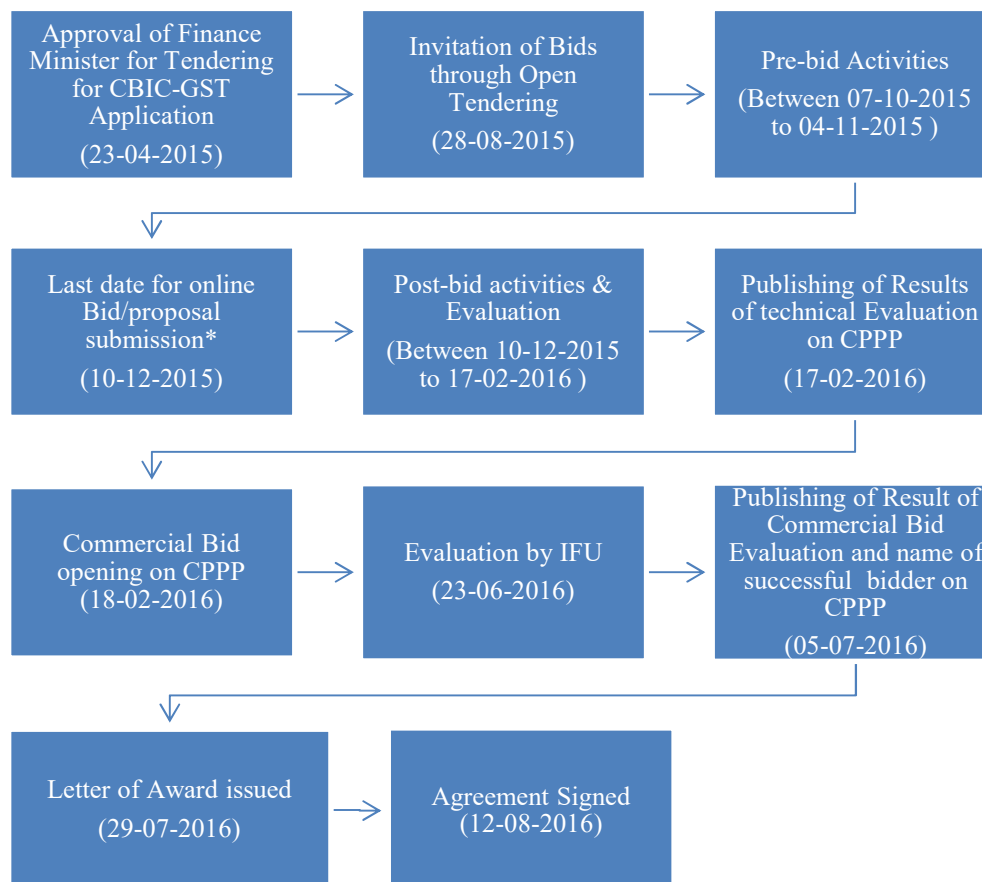 Approval of Finance
Minister for Tendering
for CBIC-GST
Application
(23-04-2015)
Invitation of Bids
through Open
Tendering
(28-08-2015)
Pre-bid Activities
(Between 07-10-2015
to 04-11-2015 )
Last date for online
Bid/proposal
submission*
(10-12-2015)
Post-bid activities &
Evaluation
(Between 10-12-2015
to 17-02-2016 )
Publishing of Results
of technical Evaluation
on CPPP
(17-02-2016)
Commercial Bid
opening on CPPP
(18-02-2016)
Evaluation by IFU
(23-06-2016)
Publishing of Result of
Commercial Bid
Evaluation and name of
successful bidder on
CPPP
(05-07-2016)
Letter of Award issued
(29-07-2016)
Agreement Signed
(12-08-2016)